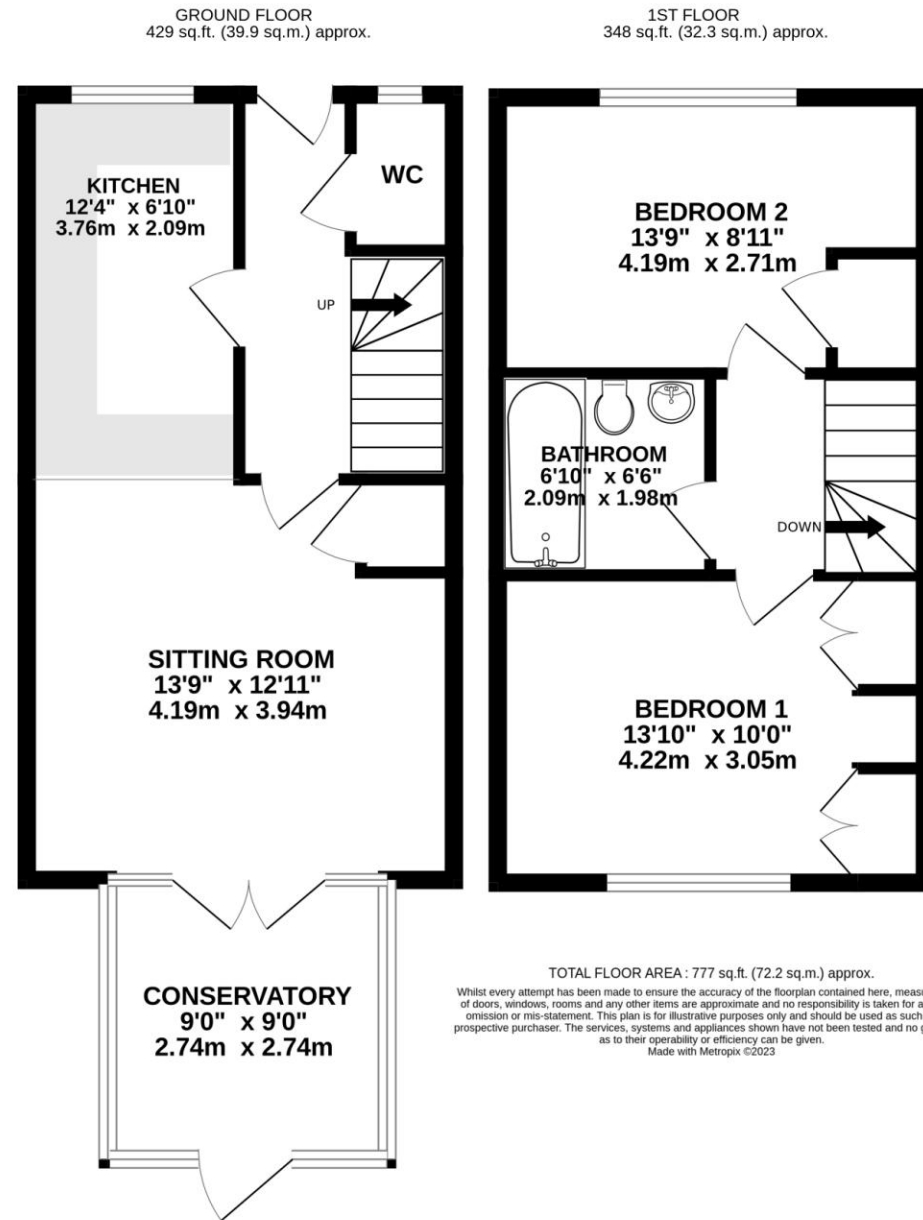 GROUND FLOOR
429 sq.ft. (39.9 sq.m.) approx.
KITCHEN
12'4" x 6'10"
3.76m x 2.09m
WC
UP
SITTING ROOM
13'9" x 12'11"
4.19m x 3.94m
CONSERVATORY
9'0" x 9'0"
2.74m x 2.74m
1ST FLOOR
348 sq.ft. (32.3 sq.m.) approx.
BEDROOM 2
13'9" x 8'11"
4.19m x 2.71m
BATHROOM
6'10" x 6'6"
2.09m x 1.98m
DOWN
BEDROOM 1
13'10" x 10'0"
4.22m x 3.05m
TOTAL FLOOR AREA : 777 sq.ft. (72.2 sq.m.) approx.
Whilst every attempt has been made to ensure the accuracy of the floorplan contained here,
of doors, windows, rooms and any other items are approximate and no responsibility is taken for
omission or mis-statement. This plan is for illustrative purposes only and should be used as such
prospective purchaser. The services, systems and appliances shown have not been tested and no
as to their operability or efficiency can be given.
Made with Metropix ©2023